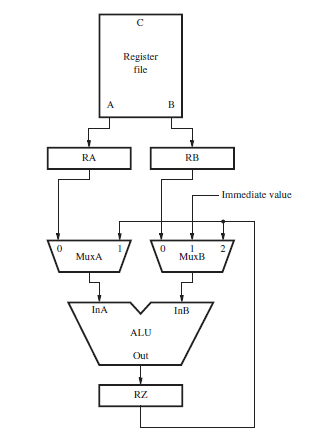 C
Register
file
A B
RA RB
Immediate value
0 1 0 1 2
MuxA MuxB
InA InB
ALU
Out
RZ